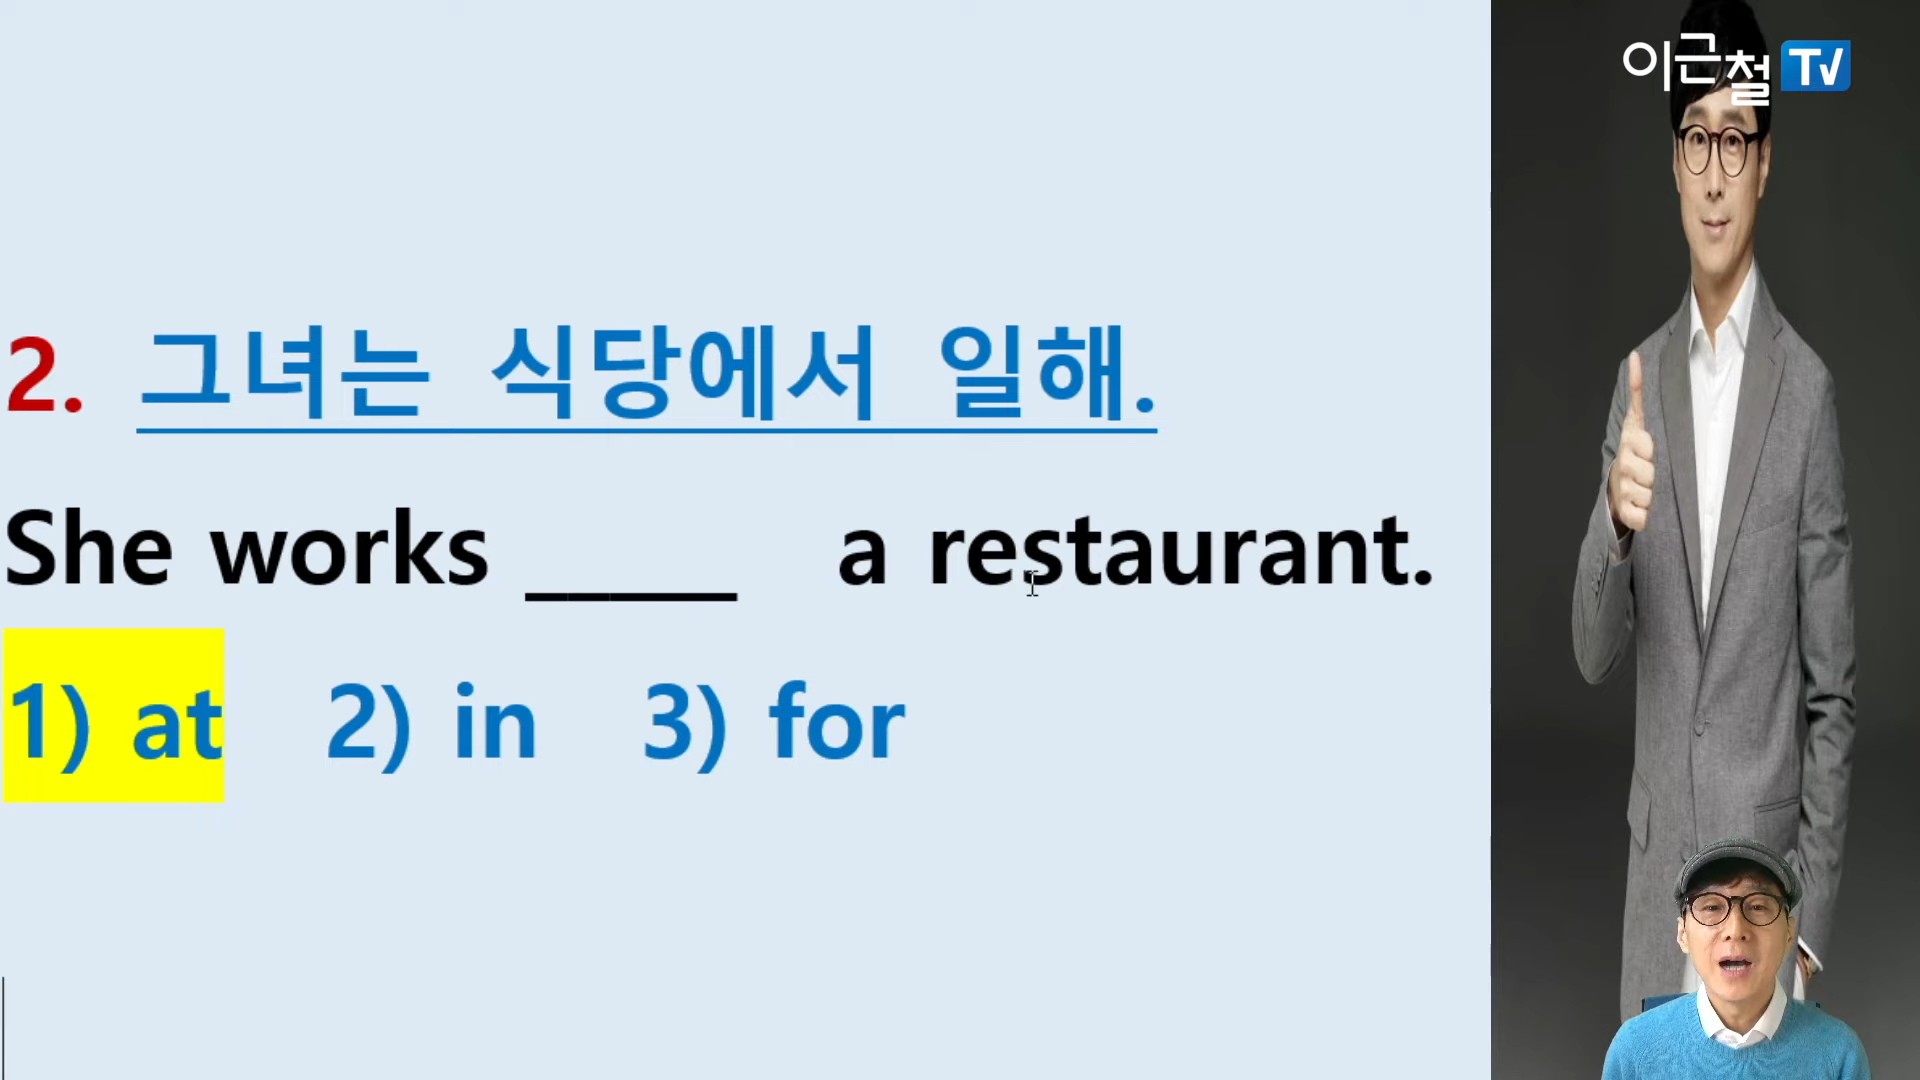 이근철 TV
2. 그녀는 식당에서 일해.
She works _____ a restaurant.
1) at 2) in 3) for